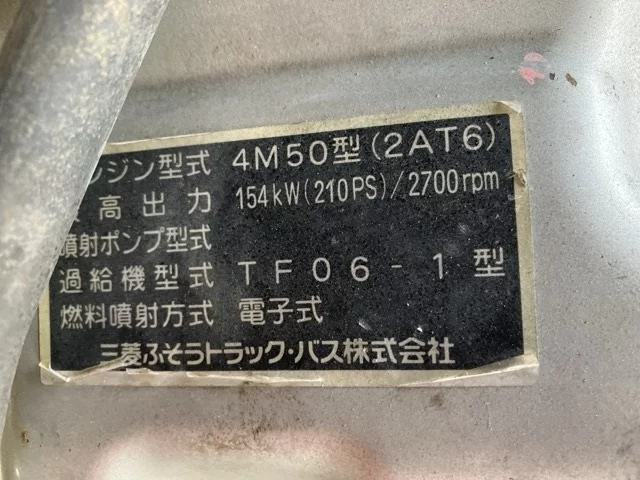 ンジン型式 4M50型(2AT6)
高出力 154kW(210PS)/2700rpm
噴射ポンプ型式
過給機型式 TF06-1型
燃料噴射方式 電子式
三菱ふそうトラック・バス株式会社